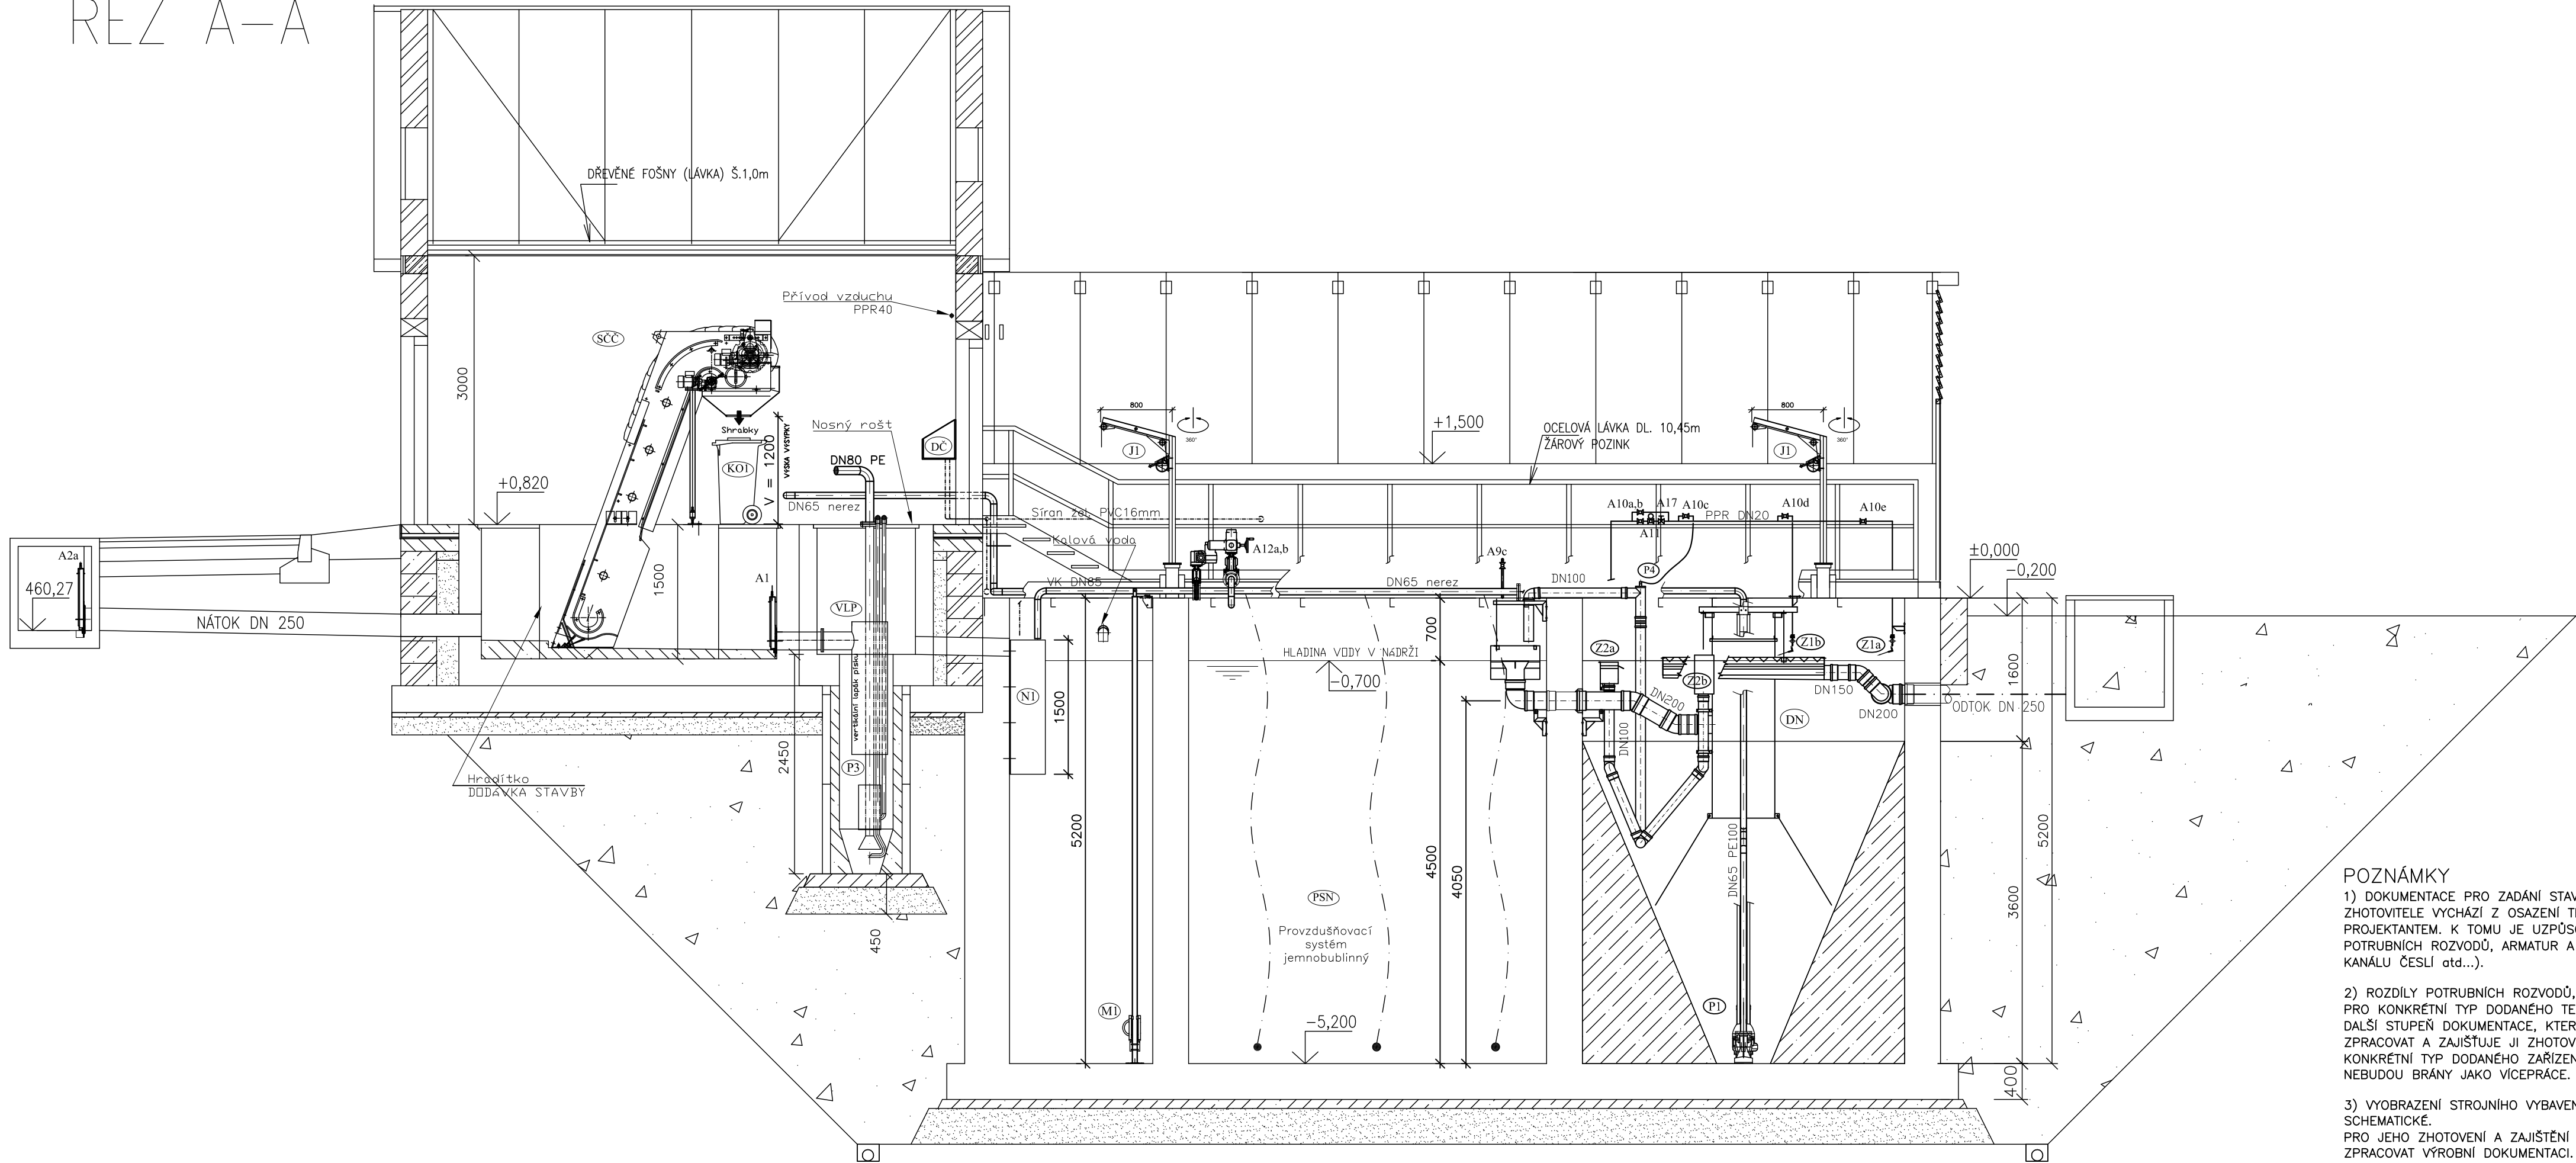 ŘEZ A-A
DŘEVĚNÉ FOŠNY (LÁVKA) Š.1,0m
Přívod vzduchu
PPR40
SČČ
3000
Shrabky
KO1
V = 1200
VÝŠKA VÝSYPKY
Nosný rošt
DN80 PE
DN65 nerez
DČ
800
360°
J1
+1,500
OCELOVÁ LÁVKA DL. 10,45m
ŽÁROVÝ POZINK
800
360°
J1
+0,820
Síran žel. PVC16mm
Kalová voda
A12a,b
A10a,b
A17
A10c
A10d
A10e
A11
PPR DN20
A9c
P4
±0,000
-0,200
A2a
460,27
NÁTOK DN 250
1500
A1
VLP
VK DN65
DN65 nerez
DN100
700
HLADINA VODY V NÁDRŽI
-0,700
Z2a
Z1b
Z1a
Z2b
DN150
DN200
ODTOK DN 250
DN200
DN100
DN
1600
N1
1500
vertikální lapák písku
P3
2450
Hradítko
DODÁVKA STAVBY
450
5200
4500
4050
PSN
Provzdušňovací
systém
jemnobublinný
DN65 PE100
P1
M1
-5,200
3600
5200
400
POZNÁMKY
1) DOKUMENTACE PRO ZADÁNÍ STAV
ZHOTOVITELE VYCHÁZÍ Z OSAZENÍ T
PROJEKTANTEM. K TOMU JE UZPŮS
POTRUBNÍCH ROZVODŮ, ARMATUR A
KANÁLU ČESLÍ atd...).
2) ROZDÍLY POTRUBNÍCH ROZVODŮ,
PRO KONKRÉTNÍ TYP DODANÉHO TE
DALŠÍ STUPEŇ DOKUMENTACE, KTER
ZPRACOVAT A ZAJIŠŤUJE JI ZHOTOV
KONKRÉTNÍ TYP DODANÉHO ZAŘÍZEN
NEBUDOU BRÁNY JAKO VÍCEPRÁCE.
3) VYOBRAZENÍ STROJNÍHO VYBAVEN
SCHEMATICKÉ.
PRO JEHO ZHOTOVENÍ A ZAJIŠTĚNÍ
ZPRACOVAT VÝROBNÍ DOKUMENTACI.